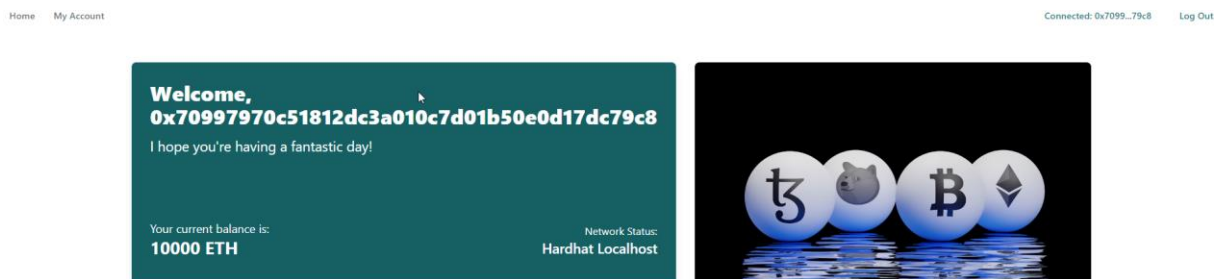 Home My Account Connected: 0x7099...79c8 Log Out
Welcome,
0x70997970c51812dc3a010c7d01b50e0d17dc79c8
I hope you're having a fantastic day!
Your current balance is:
10000 ETH
Network Status:
Hardhat Localhost